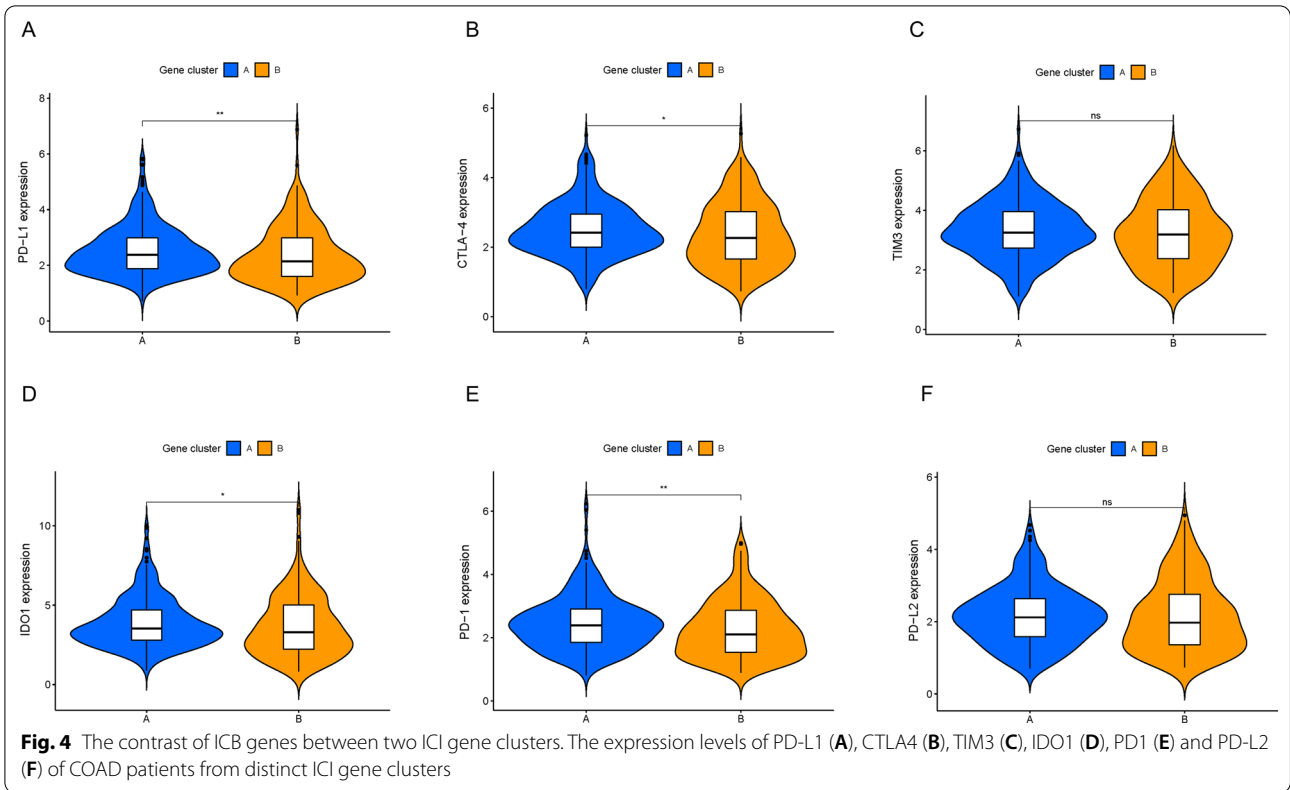 A
B
C
Gene cluster A B
Gene cluster A B
Gene cluster A B
PD-L1 expression
8
6
4
2
0
**
A
B
CTLA-4 expression
6
4
2
0
*
A
B
TIM3 expression
6
4
2
0
ns
A
B
D
E
F
Gene cluster A B
Gene cluster A B
Gene cluster A B
IDO1 expression
10
5
0
*
A
B
PD-1 expression
6
4
2
0
**
A
B
PD-L2 expression
6
4
2
0
ns
A
B
Fig. 4 The contrast of ICB genes between two ICI gene clusters. The expression levels of PD-L1 (A), CTLA4 (B), TIM3 (C), IDO1 (D), PD1 (E) and PD-L2
(F) of COAD patients from distinct ICI gene clusters